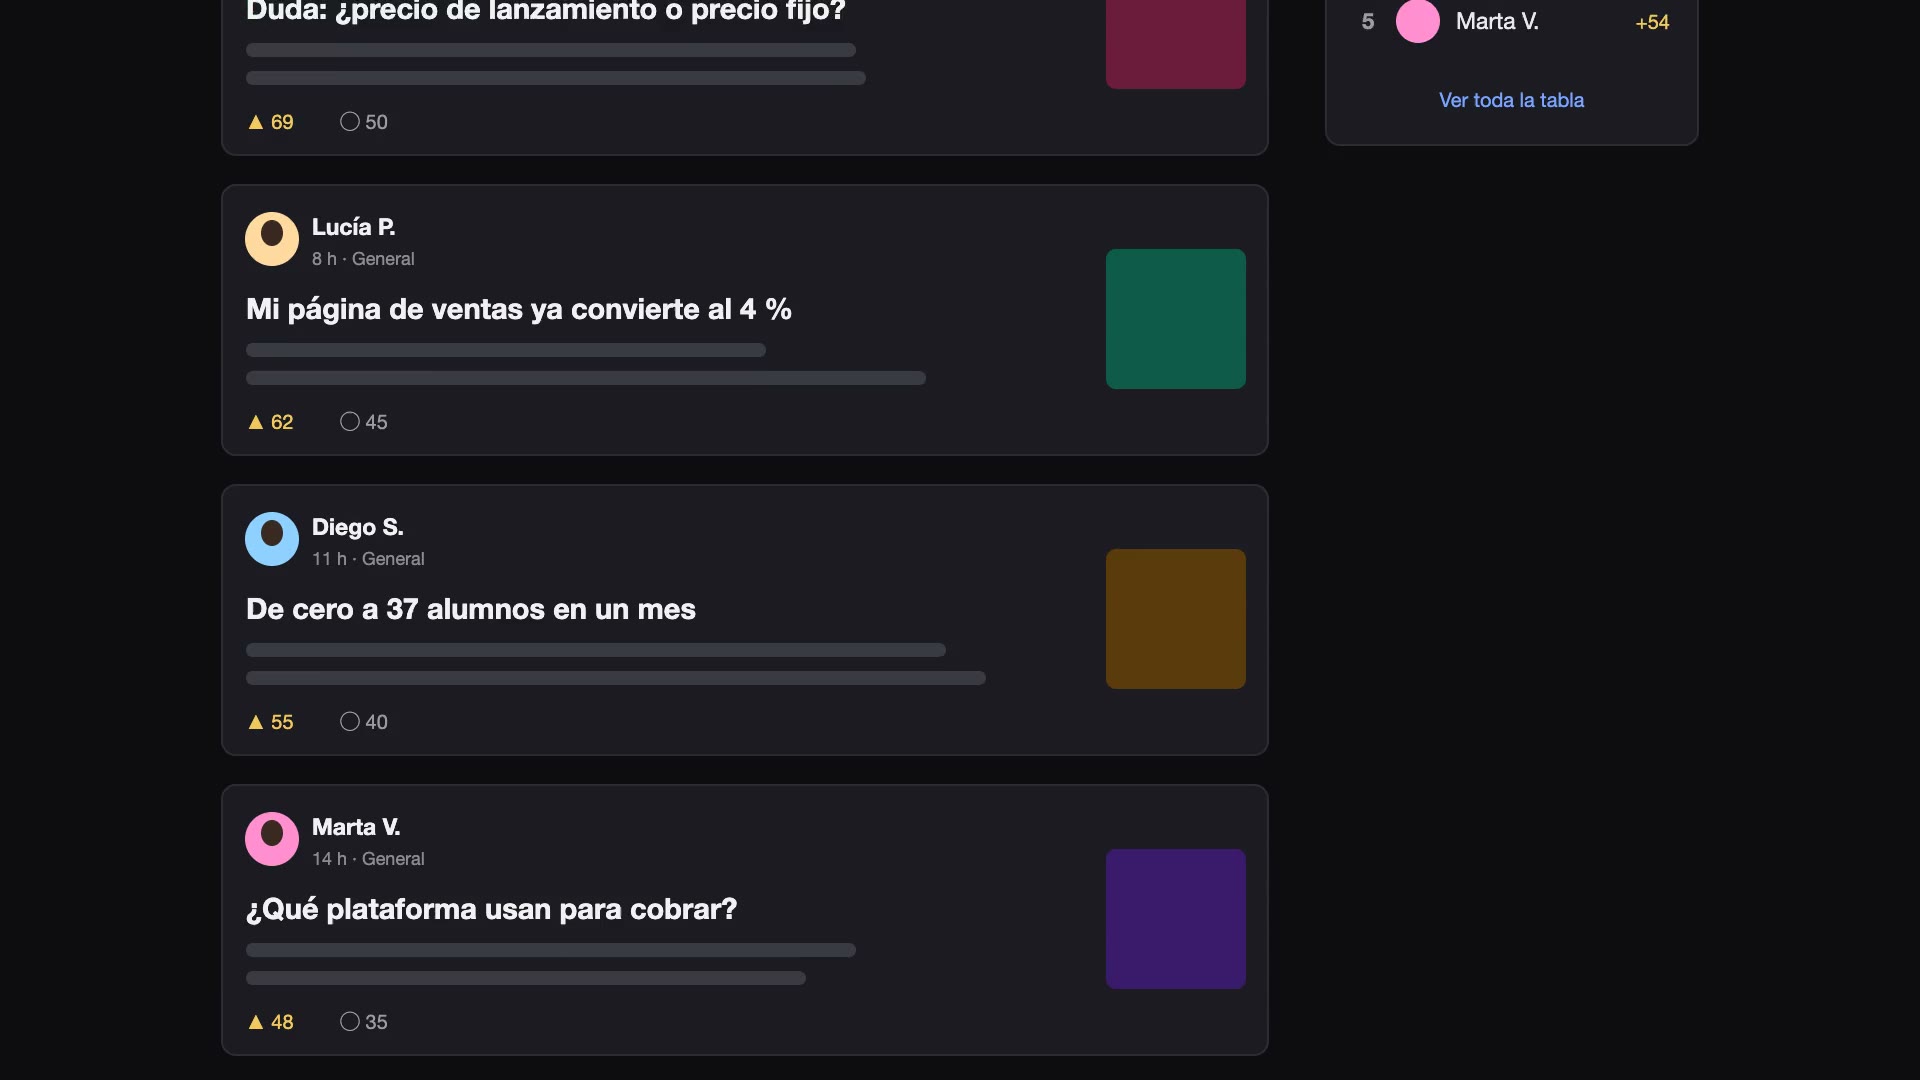 Duda: ¿precio de lanzamiento o precio fijo?
▲ 69 ◯ 50
Lucía P.
8 h · General
Mi página de ventas ya convierte al 4 %
▲ 62 ◯ 45
Diego S.
11 h · General
De cero a 37 alumnos en un mes
▲ 55 ◯ 40
Marta V.
14 h · General
¿Qué plataforma usan para cobrar?
▲ 48 ◯ 35
5 Marta V. +54
Ver toda la tabla